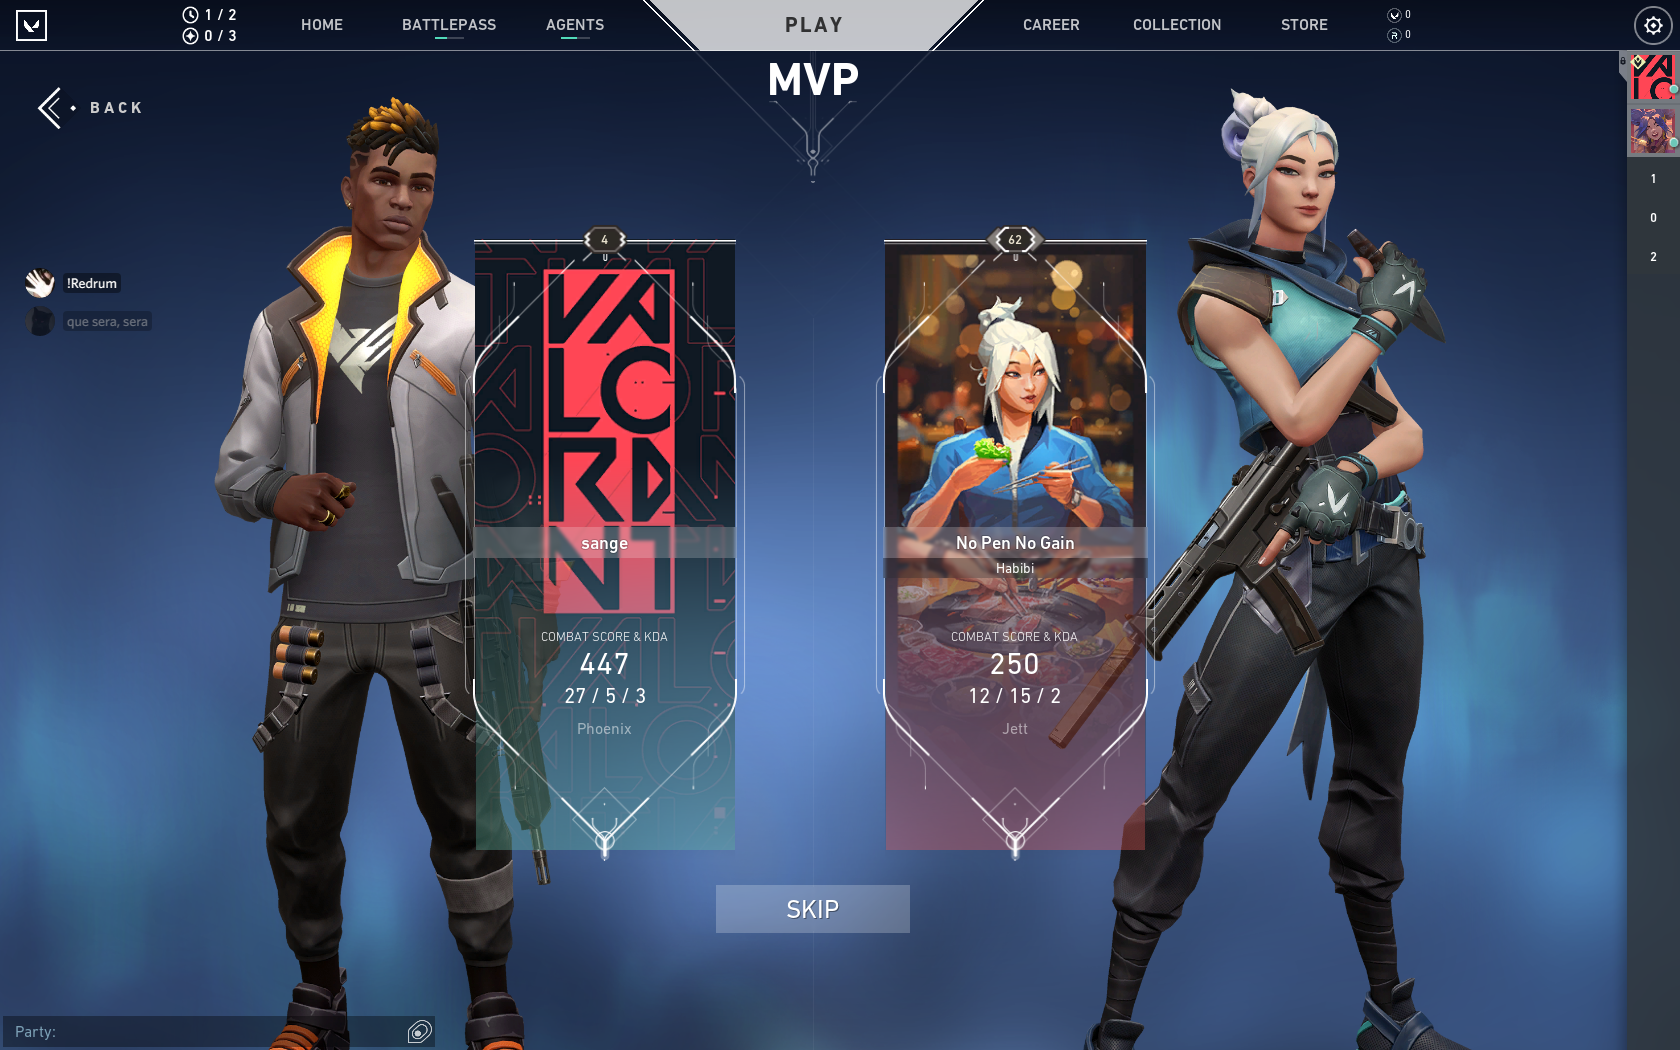 1 / 2
0 / 3
HOME
BATTLEPASS
AGENTS
PLAY
CAREER
COLLECTION
STORE
0
0
MVP
BACK
!Redrum
que sera, sera
4
VALORANT
sange
COMBAT SCORE & KDA
447
27 / 5 / 3
Phoenix
62
No Pen No Gain
Habibi
COMBAT SCORE & KDA
250
12 / 15 / 2
Jett
SKIP
1
0
2
Party: